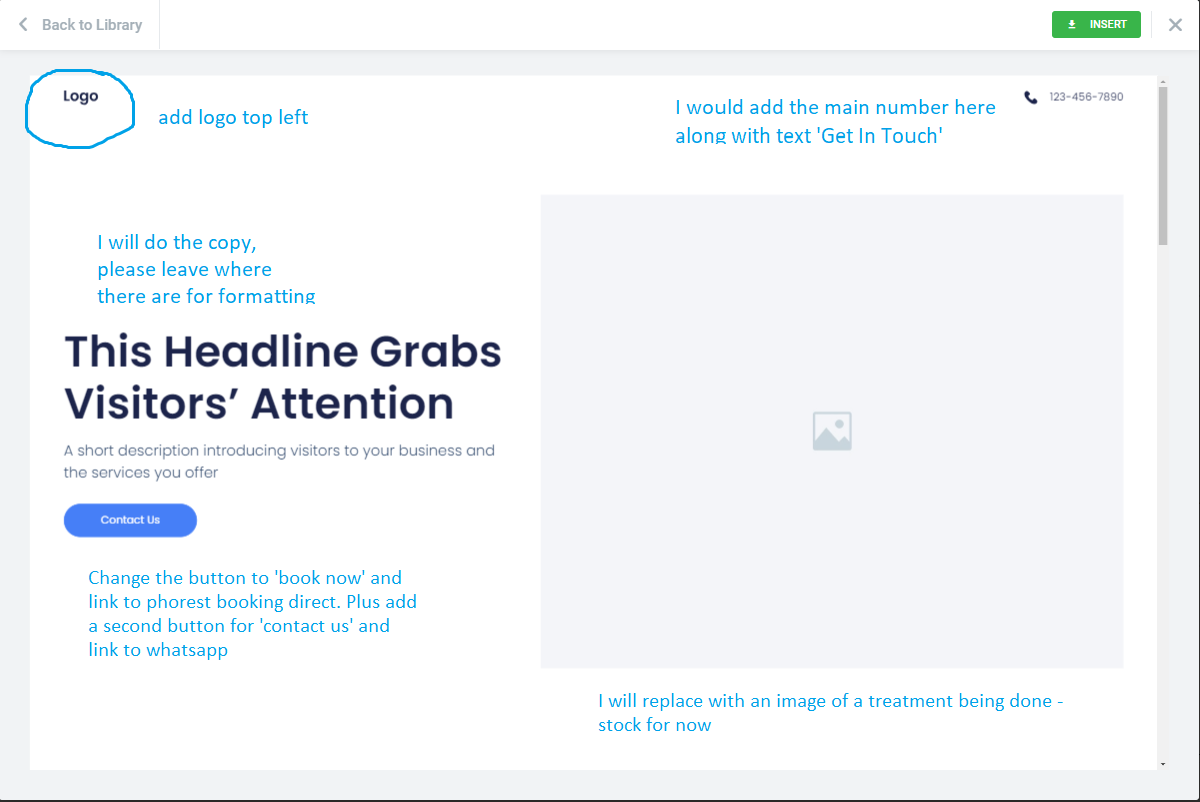 Back to Library
INSERT
Logo
add logo top left
I would add the main number here
along with text 'Get In Touch'
123-456-7890
I will do the copy,
please leave where
there are for formatting
This Headline Grabs
Visitors’ Attention
A short description introducing visitors to your business and
the services you offer
Contact Us
Change the button to 'book now' and
link to phorest booking direct. Plus add
a second button for 'contact us' and
link to whatsapp
I will replace with an image of a treatment being done -
stock for now